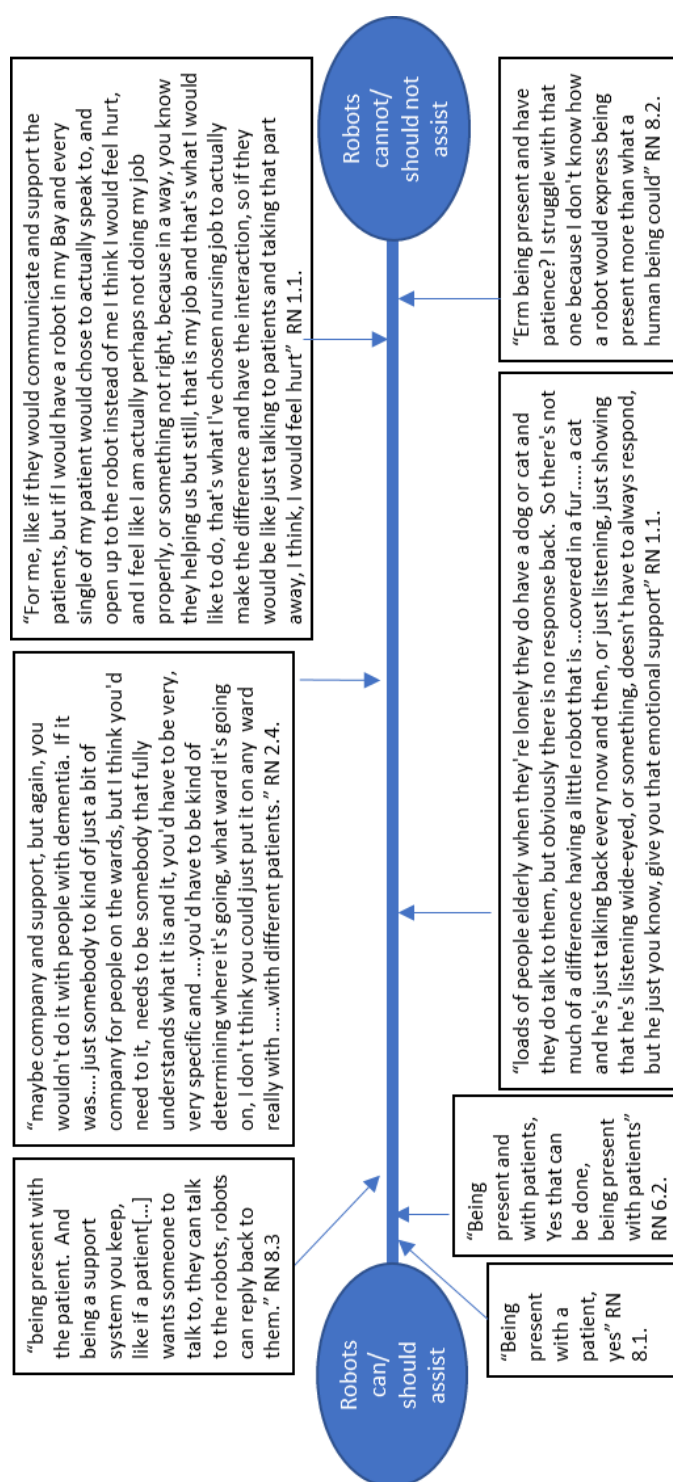 Robots
can/
should
assist
“being present with
the patient. And
being a support
system you keep,
like if a patient[...]
wants someone to
talk to, they can talk
to the robots, robots
can reply back to
them.” RN 8.3
“maybe company and support, but again, you
wouldn't do it with people with dementia. If it
was.... just somebody to kind of just a bit of
company for people on the wards, but I think you'd
need to it, needs to be somebody that fully
understands what it is and it, you'd have to be very,
very specific and ....you'd have to be kind of
determining where it's going, what ward it's going
on, I don't think you could just put it on any ward
really with .....with different patients.” RN 2.4.
“For me, like if they would communicate and support the
patients, but if I would have a robot in my Bay and every
single of my patient would chose to actually speak to, and
open up to the robot instead of me I think I would feel hurt,
and I feel like I am actually perhaps not doing my job
properly, or something not right, because in a way, you know
they helping us but still, that is my job and that's what I would
like to do, that's what I've chosen nursing job to actually
make the difference and have the interaction, so if they
would be like just talking to patients and taking that part
away, I think, I would feel hurt” RN 1.1.
Robots
cannot/
should not
assist
“Being
present
with a
patient,
yes” RN
8.1.
“Being
present and
with patients,
Yes that can
be done,
being present
with patients”
RN 6.2.
“loads of people elderly when they're lonely they do have a dog or cat and
they do talk to them, but obviously there is no response back. So there's not
much of a difference having a little robot that is ...covered in a fur..... a cat
and he's just talking back every now and then, or just listening, just showing
that he's listening wide-eyed, or something, doesn't have to always respond,
but he just you know, give you that emotional support” RN 1.1.
“Erm being present and have
patience? I struggle with that
one because I don't know how
a robot would express being
present more than what a
human being could” RN 8.2.